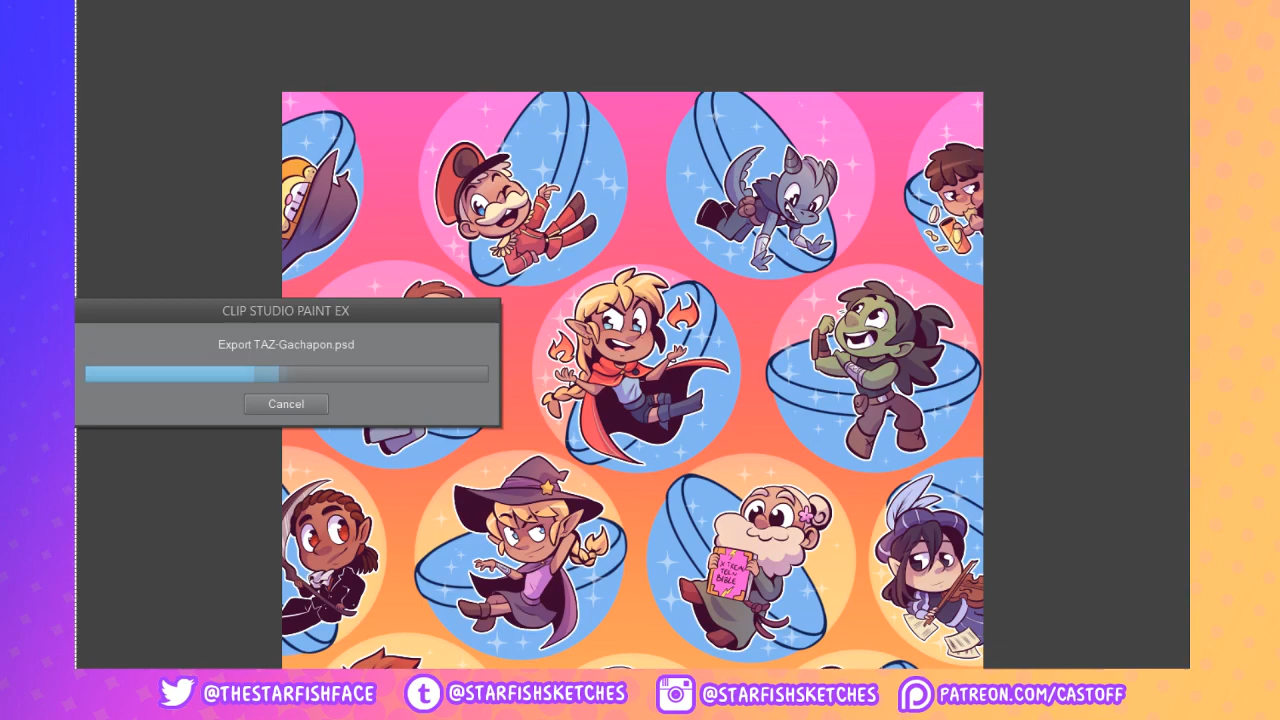 CLIP STUDIO PAINT EX
Export TAZ-Gachapon.psd
Cancel
X-TREME
TEEN
BIBLE
@THESTARFISHFACE
@STARFISHSKETCHES
@STARFISHSKETCHES
PATREON.COM/CASTOFF